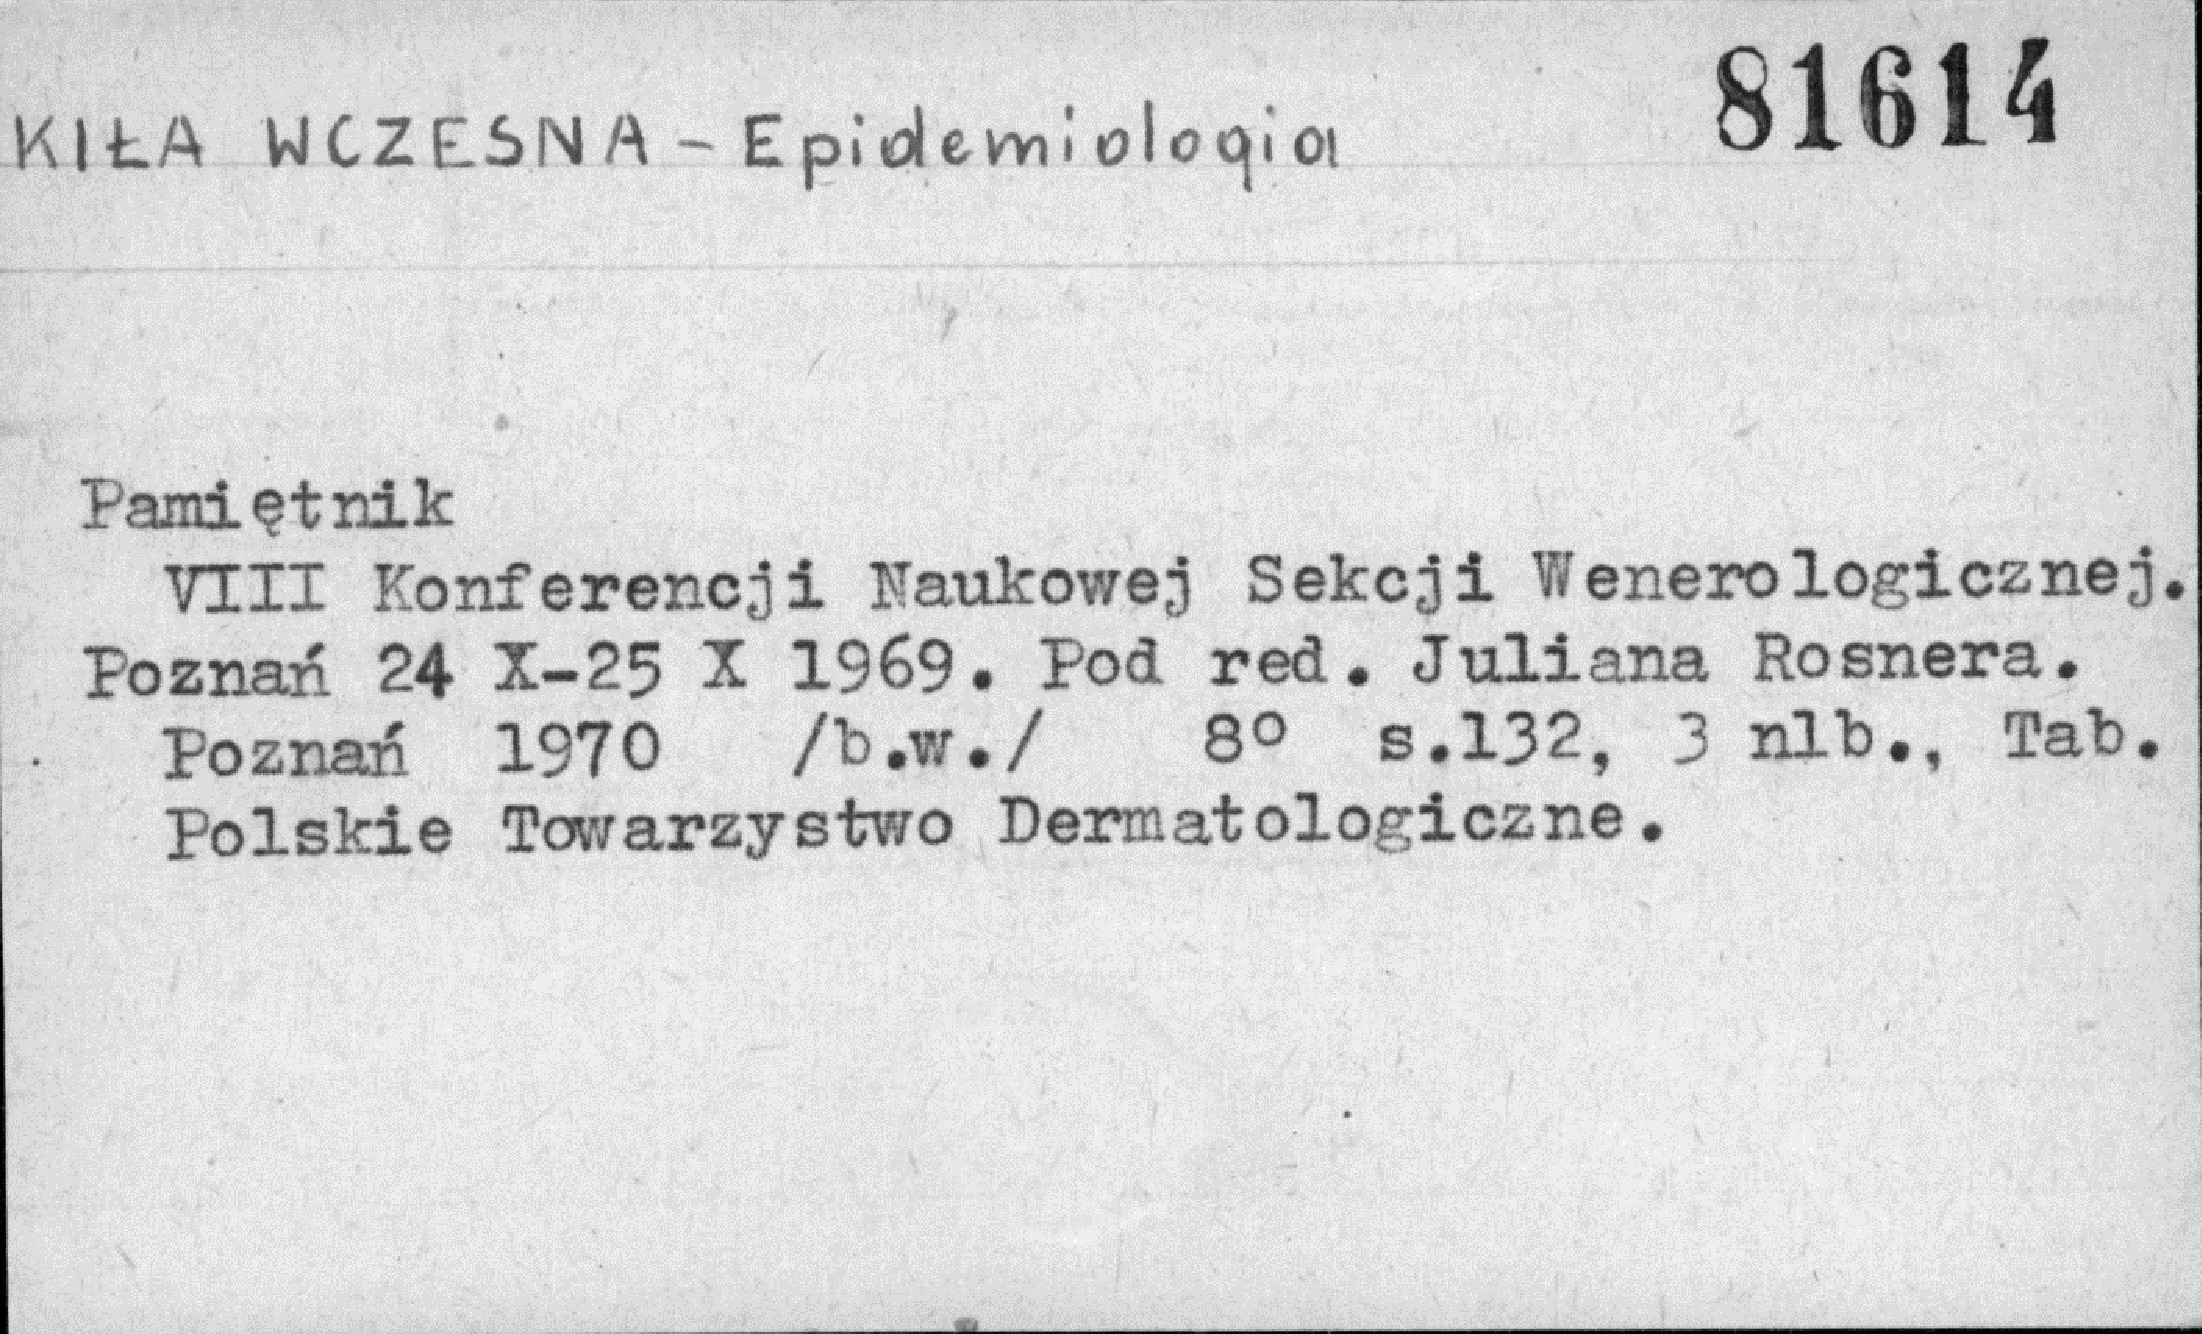 81614
KIŁA WCZESNA - Epidemiologia
Pamiętnik
VIII Konferencji Naukowej Sekcji Wenerologicznej.
Poznań 24 X-25 X 1969. Pod red. Juliana Rosnera.
Poznań 1970 /b.w./ 8° s.132, 3 nlb., Tab.
Polskie Towarzystwo Dermatologiczne.